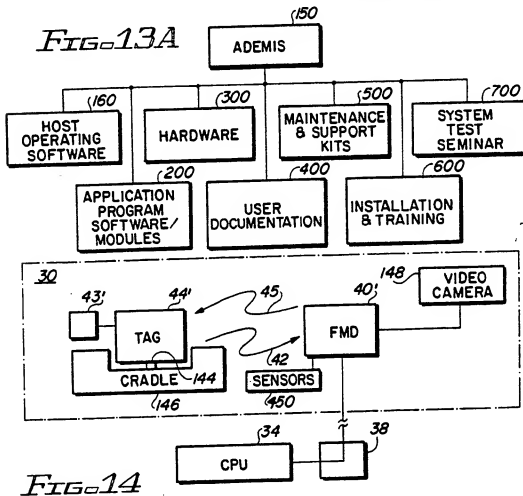 FIG. 13A
150
ADEMIS
160
HOST
OPERATING
SOFTWARE
300
HARDWARE
500
MAINTENANCE
& SUPPORT
KITS
700
SYSTEM
TEST
SEMINAR
200
APPLICATION
PROGRAM
SOFTWARE/
MODULES
400
USER
DOCUMENTATION
600
INSTALLATION
& TRAINING
30
43'
44'
TAG
45
42
40'
FMD
148
VIDEO
CAMERA
144
CRADLE
146
SENSORS
450
34
CPU
38
FIG. 14